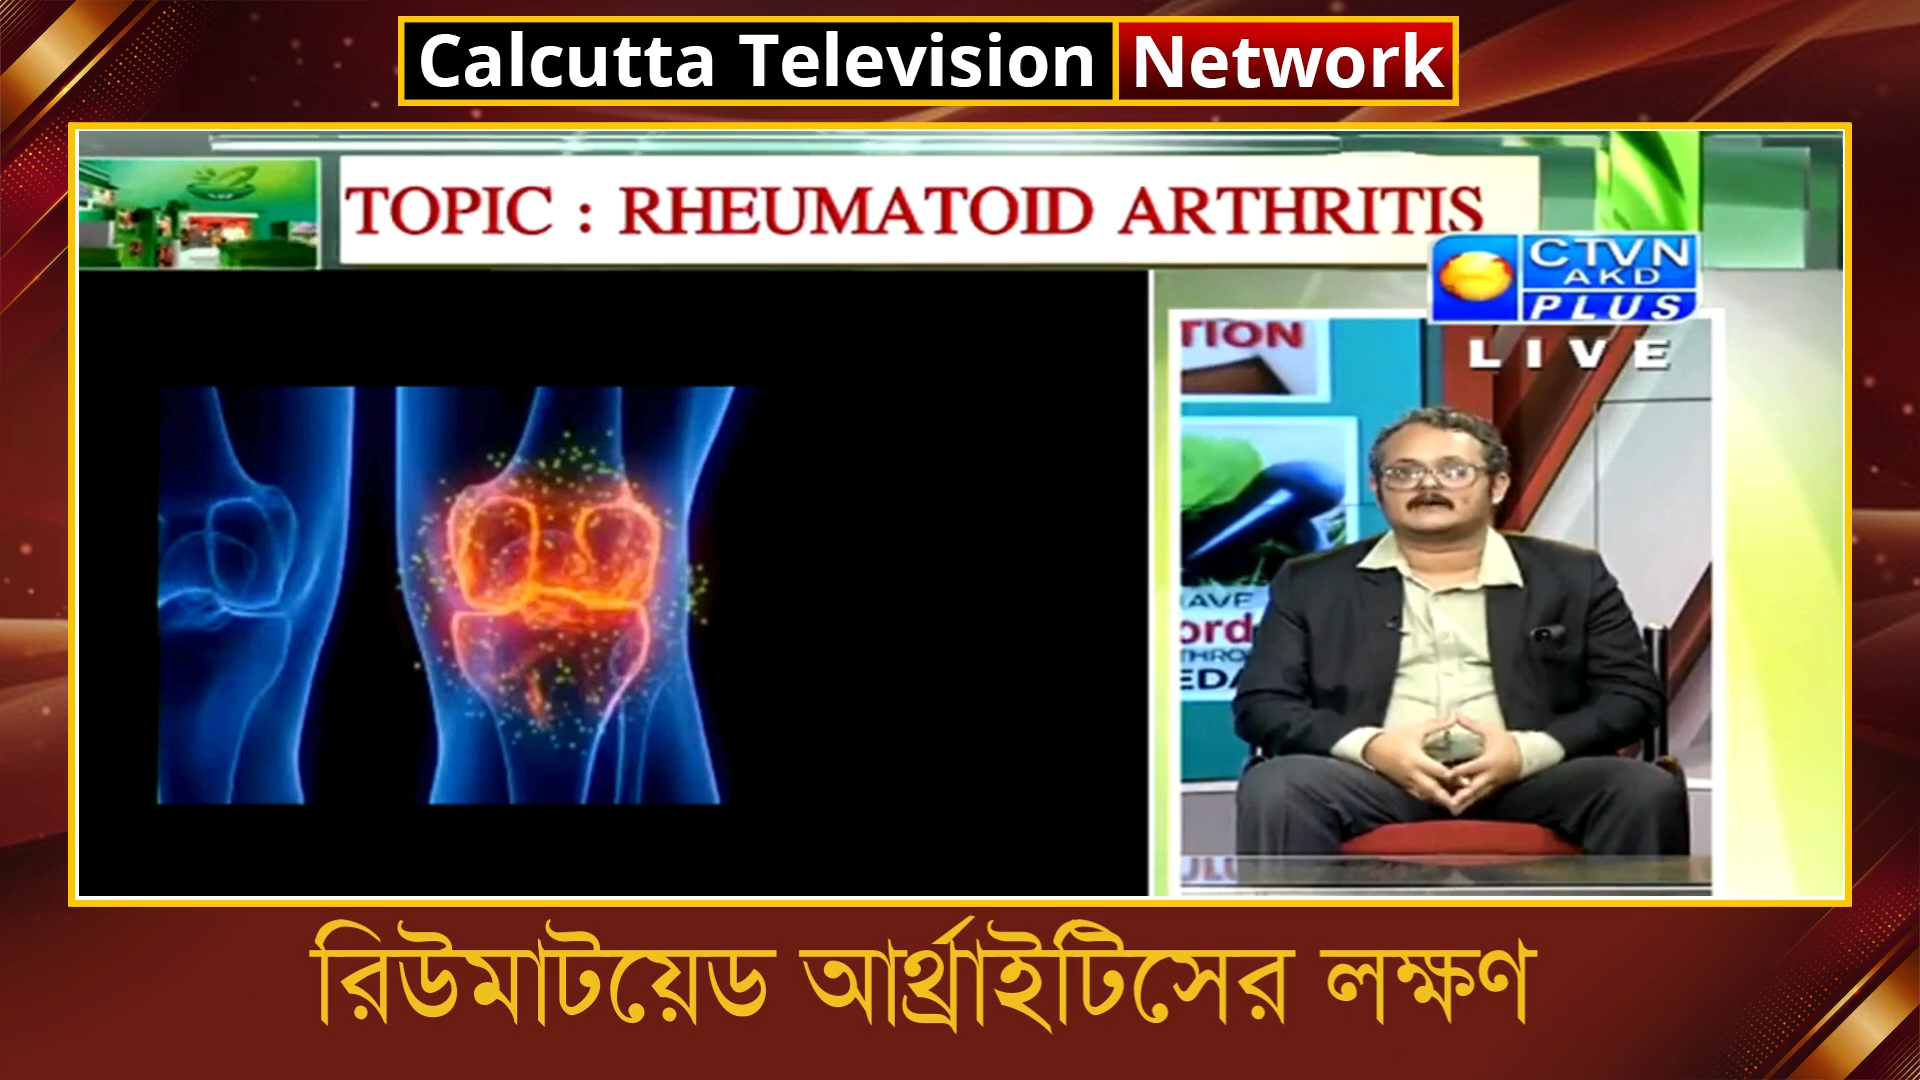 Calcutta Television Network
TOPIC : RHEUMATOID ARTHRITIS
CTVN
AKD
PLUS
LIVE
TION
ord
রিউমাটয়েড আর্থ্রাইটিসের লক্ষণ